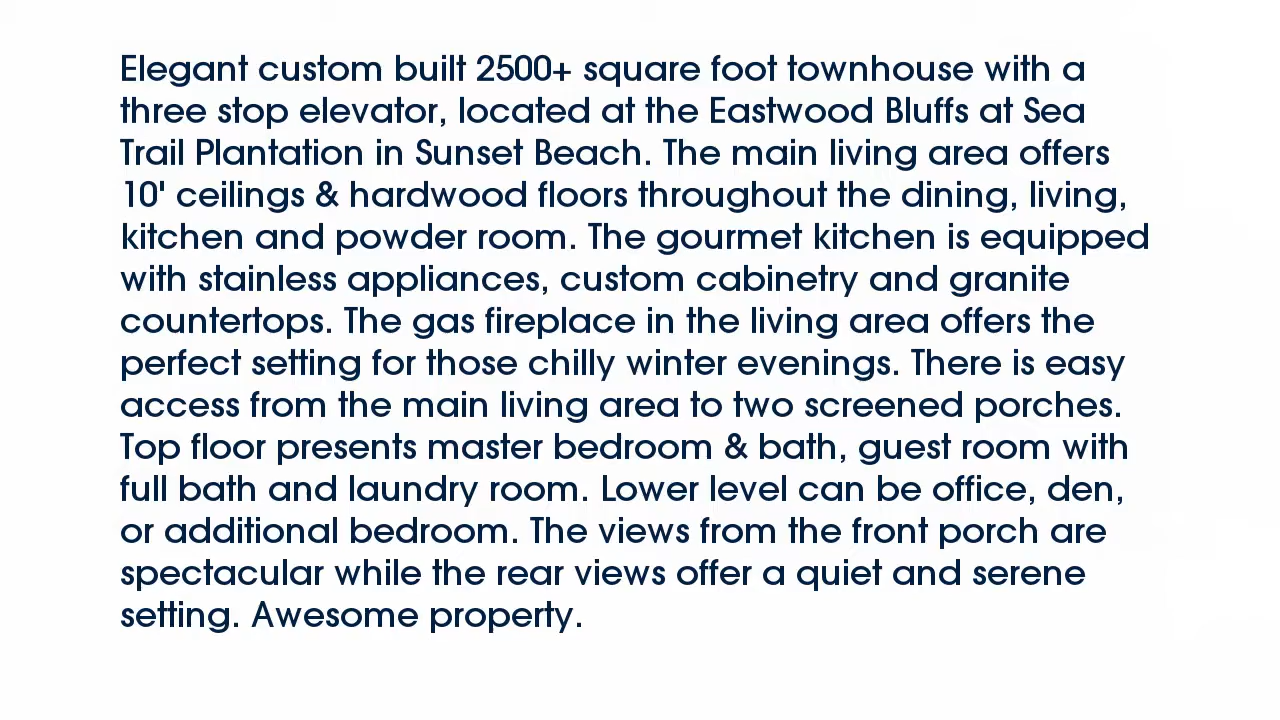 Elegant custom built 2500+ square foot townhouse with a
three stop elevator, located at the Eastwood Bluffs at Sea
Trail Plantation in Sunset Beach. The main living area offers
10' ceilings & hardwood floors throughout the dining, living,
kitchen and powder room. The gourmet kitchen is equipped
with stainless appliances, custom cabinetry and granite
countertops. The gas fireplace in the living area offers the
perfect setting for those chilly winter evenings. There is easy
access from the main living area to two screened porches.
Top floor presents master bedroom & bath, guest room with
full bath and laundry room. Lower level can be office, den,
or additional bedroom. The views from the front porch are
spectacular while the rear views offer a quiet and serene
setting. Awesome property.